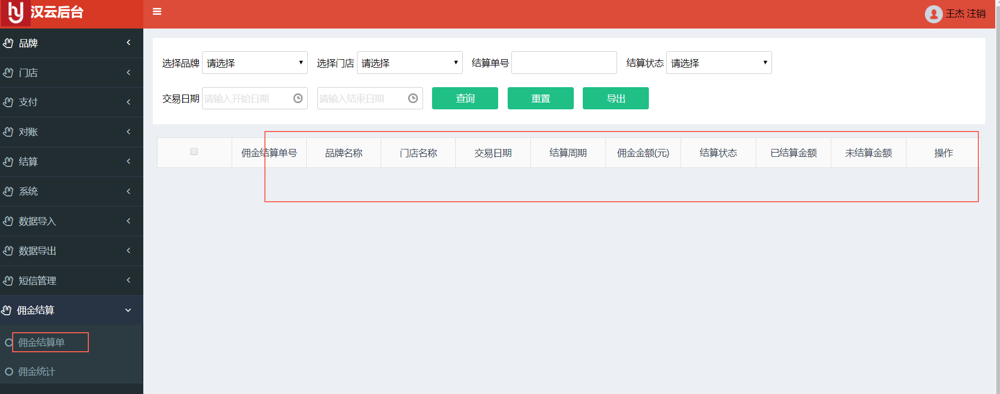 hy 汉云后台
王杰 注销
品牌
门店
支付
对账
结算
系统
数据导入
数据导出
短信管理
佣金结算
佣金结算单
佣金统计
选择品牌 请选择 选择门店 请选择 结算单号 结算状态 请选择
交易日期 请输入开始日期 请输入结束日期 查询 重置 导出
佣金结算单号 品牌名称 门店名称 交易日期 结算周期 佣金金额(元) 结算状态 已结算金额 未结算金额 操作